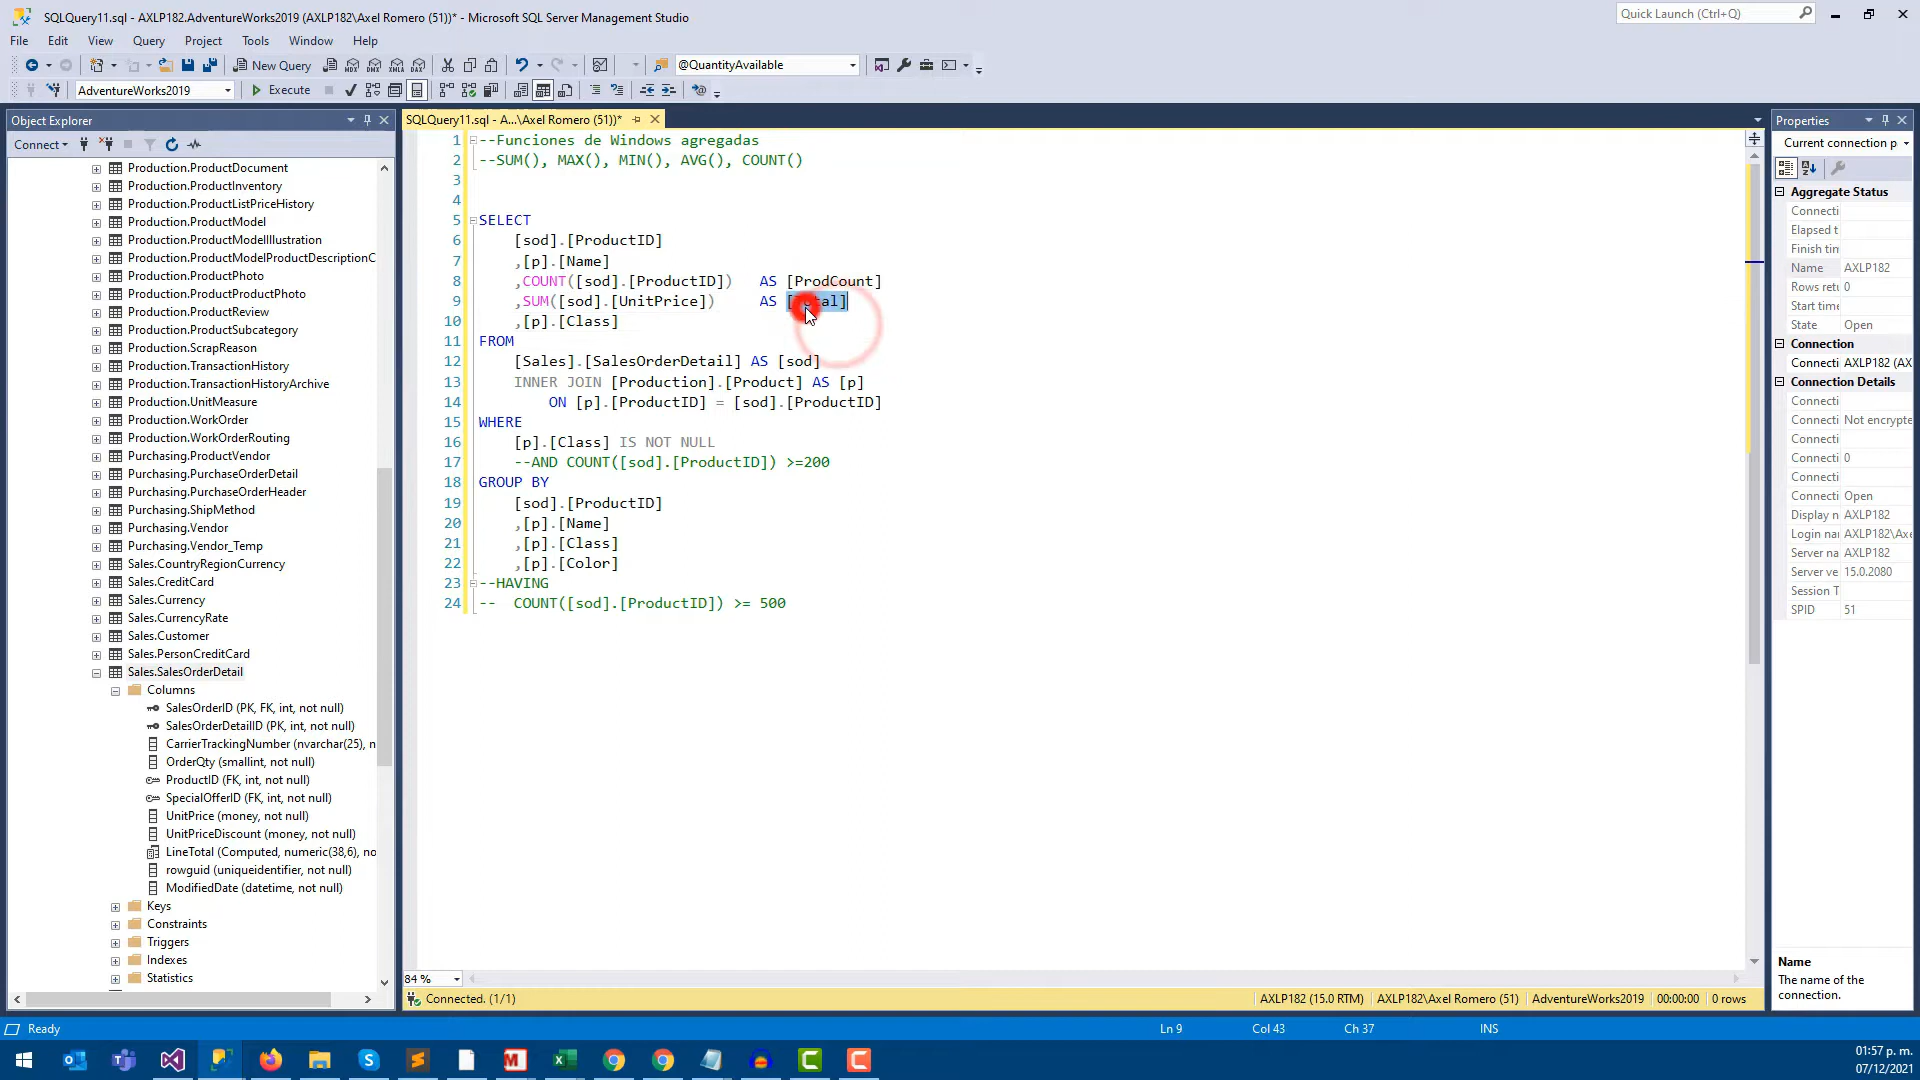 SQLQuery11.sql - AXLP182.AdventureWorks2019 (AXLP182\Axel Romero (51))* - Microsoft SQL Server Management Studio
Quick Launch (Ctrl+Q)
File Edit View Query Project Tools Window Help
New Query
MDX DMX XMLA DAX
@QuantityAvailable
AdventureWorks2019
Execute
Object Explorer
Connect
Production.ProductDocument
Production.ProductInventory
Production.ProductListPriceHistory
Production.ProductModel
Production.ProductModelIllustration
Production.ProductModelProductDescriptionC
Production.ProductPhoto
Production.ProductProductPhoto
Production.ProductReview
Production.ProductSubcategory
Production.ScrapReason
Production.TransactionHistory
Production.TransactionHistoryArchive
Production.UnitMeasure
Production.WorkOrder
Production.WorkOrderRouting
Purchasing.ProductVendor
Purchasing.PurchaseOrderDetail
Purchasing.PurchaseOrderHeader
Purchasing.ShipMethod
Purchasing.Vendor
Purchasing.Vendor_Temp
Sales.CountryRegionCurrency
Sales.CreditCard
Sales.Currency
Sales.CurrencyRate
Sales.Customer
Sales.PersonCreditCard
Sales.SalesOrderDetail
Columns
SalesOrderID (PK, FK, int, not null)
SalesOrderDetailID (PK, int, not null)
CarrierTrackingNumber (nvarchar(25), n
OrderQty (smallint, not null)
ProductID (FK, int, not null)
SpecialOfferID (FK, int, not null)
UnitPrice (money, not null)
UnitPriceDiscount (money, not null)
LineTotal (Computed, numeric(38,6), no
rowguid (uniqueidentifier, not null)
ModifiedDate (datetime, not null)
Keys
Constraints
Triggers
Indexes
Statistics
SQLQuery11.sql - A...\Axel Romero (51))*
1 --Funciones de Windows agregadas
2 --SUM(), MAX(), MIN(), AVG(), COUNT()
3
4
5 SELECT
6 [sod].[ProductID]
7 ,[p].[Name]
8 ,COUNT([sod].[ProductID]) AS [ProdCount]
9 ,SUM([sod].[UnitPrice]) AS
10 ,[p].[Class]
11 FROM
12 [Sales].[SalesOrderDetail] AS [sod]
13 INNER JOIN [Production].[Product] AS [p]
14 ON [p].[ProductID] = [sod].[ProductID]
15 WHERE
16 [p].[Class] IS NOT NULL
17 --AND COUNT([sod].[ProductID]) >=200
18 GROUP BY
19 [sod].[ProductID]
20 ,[p].[Name]
21 ,[p].[Class]
22 ,[p].[Color]
23 --HAVING
24 -- COUNT([sod].[ProductID]) >= 500
84 %
Connected. (1/1)
AXLP182 (15.0 RTM) AXLP182\Axel Romero (51) AdventureWorks2019 00:00:00 0 rows
Properties
Current connection p
Aggregate Status
Connecti
Elapsed t
Finish tim
Name AXLP182
Rows retu 0
Start time
State Open
Connection
Connecti AXLP182 (AX
Connection Details
Connecti
Connecti Not encrypte
Connecti
Connecti 0
Connecti
Connecti Open
Display n AXLP182
Login nar AXLP182\Axe
Server na AXLP182
Server ve 15.0.2080
Session T
SPID 51
Name
The name of the
connection.
Ready
Ln 9 Col 43 Ch 37 INS
01:57 p. m.
07/12/2021